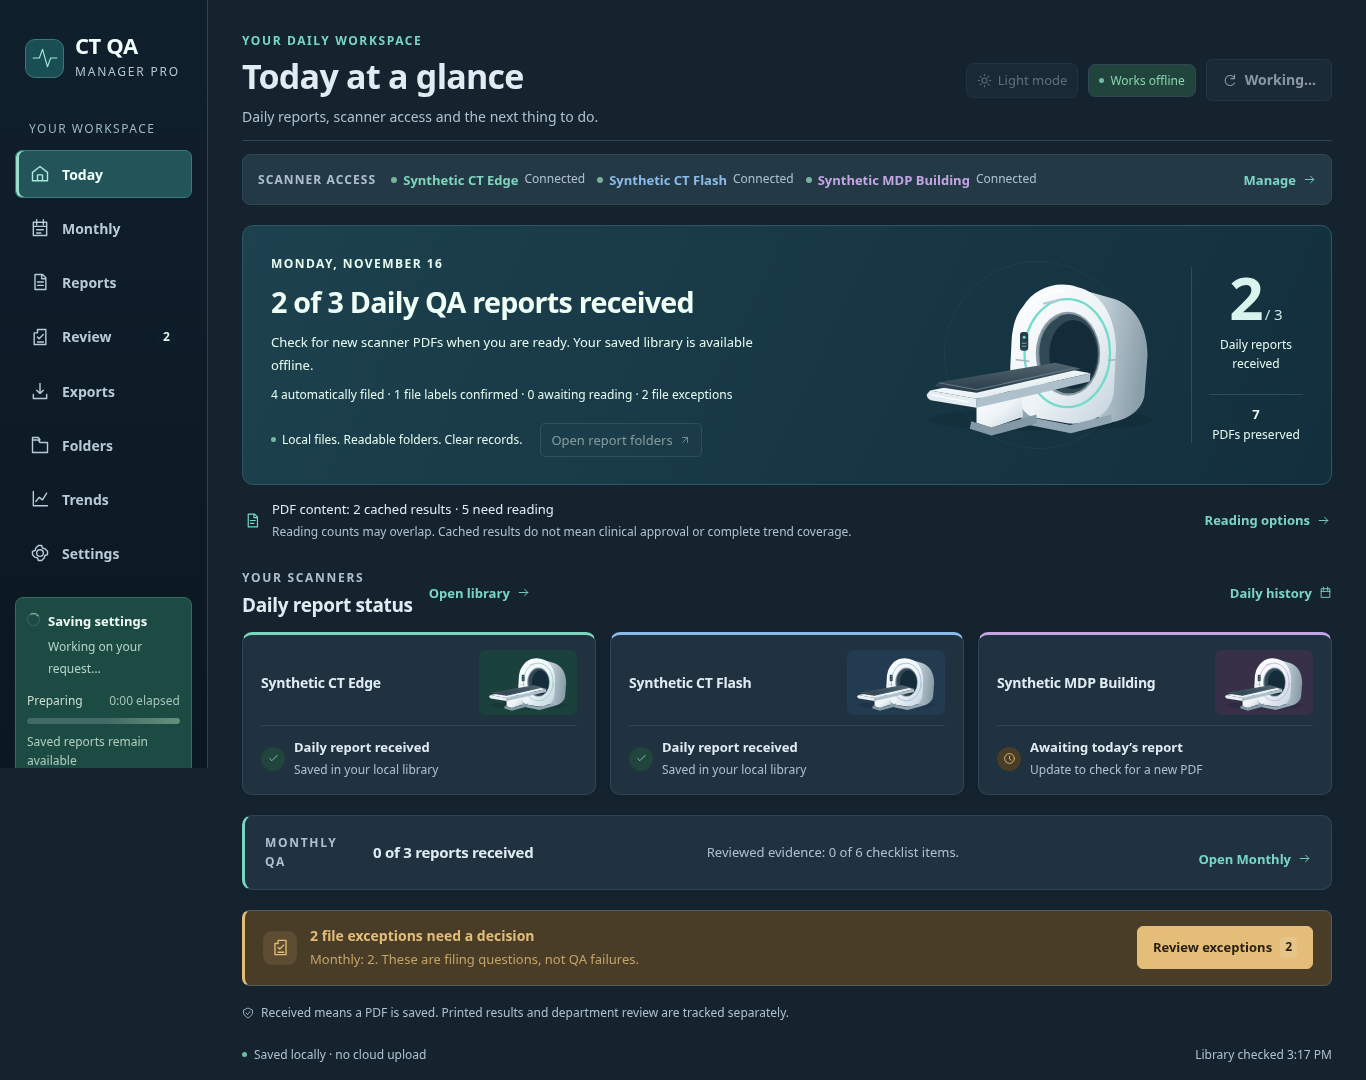 CT QA
MANAGER PRO
YOUR WORKSPACE
Today
Monthly
Reports
Review 2
Exports
Folders
Trends
Settings
Saving settings
Working on your
request...
Preparing 0:00 elapsed
Saved reports remain
available
YOUR DAILY WORKSPACE
Today at a glance
Daily reports, scanner access and the next thing to do.
Light mode
Works offline
Working...
SCANNER ACCESS Synthetic CT Edge Connected Synthetic CT Flash Connected Synthetic MDP Building Connected Manage →
MONDAY, NOVEMBER 16
2 of 3 Daily QA reports received
Check for new scanner PDFs when you are ready. Your saved library is available
offline.
4 automatically filed · 1 file labels confirmed · 0 awaiting reading · 2 file exceptions
Local files. Readable folders. Clear records.
Open report folders
2 / 3
Daily reports
received
7
PDFs preserved
PDF content: 2 cached results · 5 need reading
Reading counts may overlap. Cached results do not mean clinical approval or complete trend coverage.
Reading options →
YOUR SCANNERS
Daily report status
Open library →
Daily history
Synthetic CT Edge
Daily report received
Saved in your local library
Synthetic CT Flash
Daily report received
Saved in your local library
Synthetic MDP Building
Awaiting today's report
Update to check for a new PDF
MONTHLY
QA
0 of 3 reports received
Reviewed evidence: 0 of 6 checklist items.
Open Monthly →
2 file exceptions need a decision
Monthly: 2. These are filing questions, not QA failures.
Review exceptions 2
Received means a PDF is saved. Printed results and department review are tracked separately.
Saved locally · no cloud upload
Library checked 3:17 PM